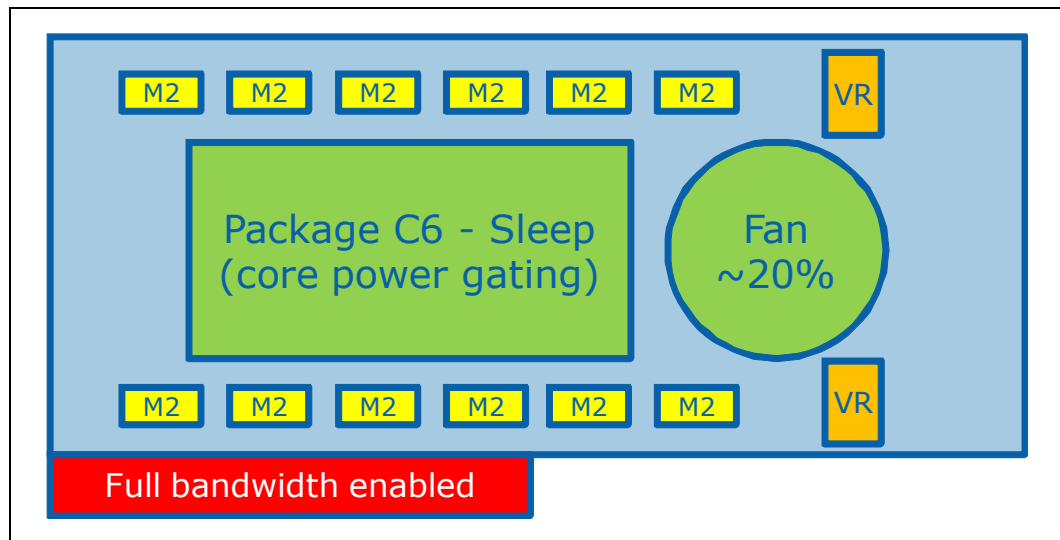 M2 M2 M2 M2 M2 M2 VR
Package C6 - Sleep
(core power gating)
Fan
~20%
M2 M2 M2 M2 M2 M2 VR
Full bandwidth enabled